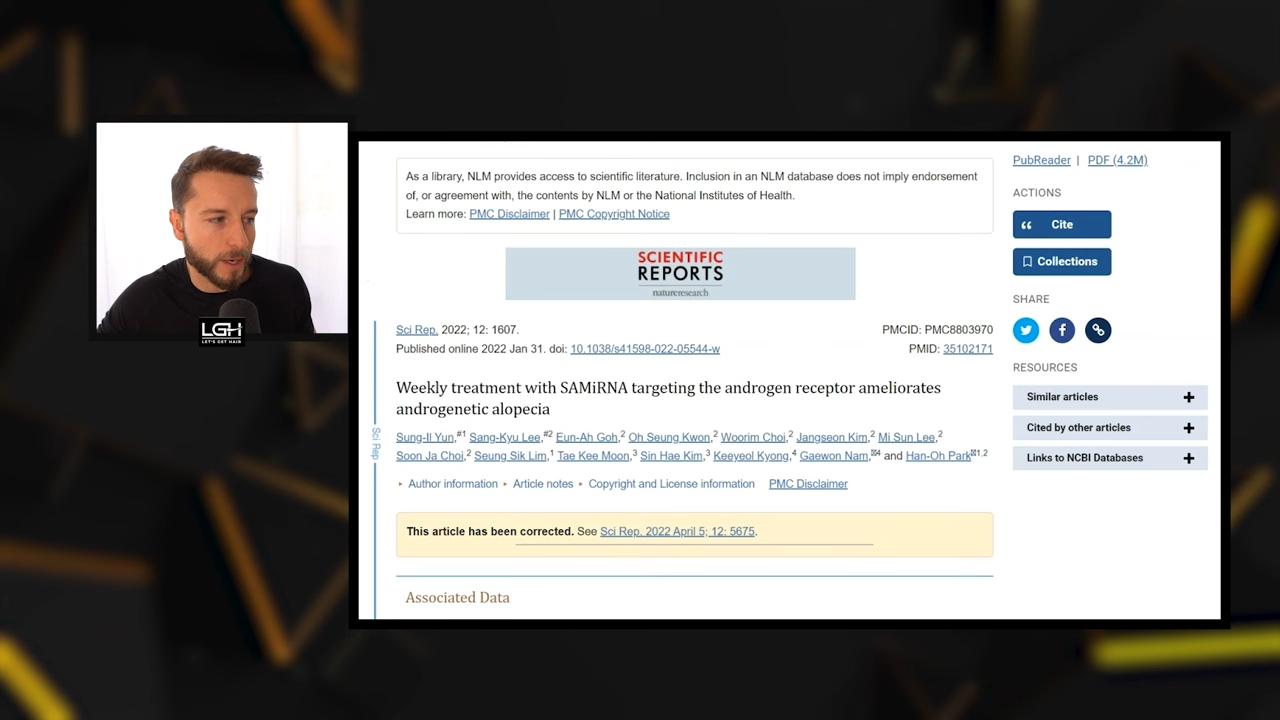 LGH
LET'S GET HAIR
As a library, NLM provides access to scientific literature. Inclusion in an NLM database does not imply endorsement
of, or agreement with, the contents by NLM or the National Institutes of Health.
Learn more: PMC Disclaimer | PMC Copyright Notice
SCIENTIFIC
REPORTS
natureresearch
Sci Rep. 2022; 12: 1607.
PMCID: PMC8803970
Published online 2022 Jan 31. doi: 10.1038/s41598-022-05544-w
PMID: 35102171
Weekly treatment with SAMiRNA targeting the androgen receptor ameliorates
androgenetic alopecia
Sung-Il Yun,#1 Sang-Kyu Lee,#2 Eun-Ah Goh,2 Oh Seung Kwon,2 Woorim Choi,2 Jangseon Kim,2 Mi Sun Lee,2
Soon Ja Choi,2 Seung Sik Lim,1 Tae Kee Moon,3 Sin Hae Kim,3 Keeyeol Kyong,4 Gaewon Nam,✉4 and Han-Oh Park✉1,2
▸ Author information ▸ Article notes ▸ Copyright and License information PMC Disclaimer
This article has been corrected. See Sci Rep. 2022 April 5; 12: 5675.
Associated Data
Sci Rep
PubReader | PDF (4.2M)
ACTIONS
Cite
Collections
SHARE
RESOURCES
Similar articles +
Cited by other articles +
Links to NCBI Databases +